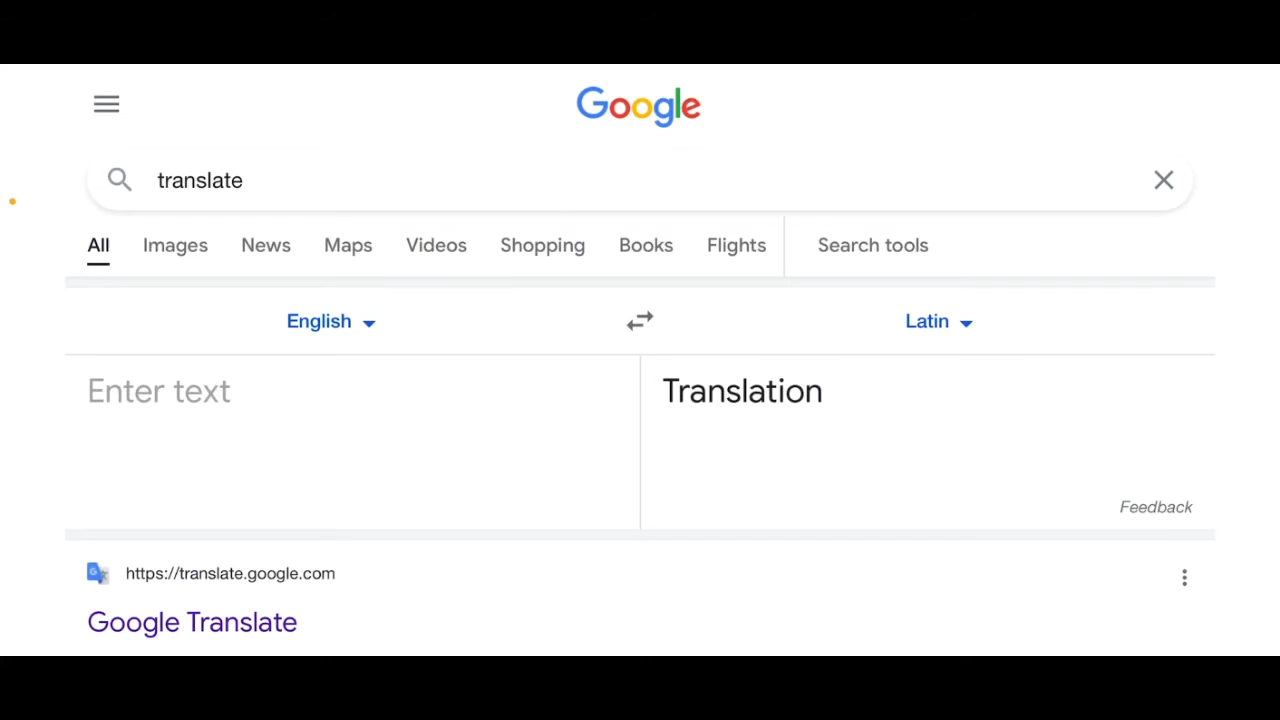 Google
translate
All Images News Maps Videos Shopping Books Flights Search tools
English Latin
Enter text Translation
Feedback
https://translate.google.com
Google Translate